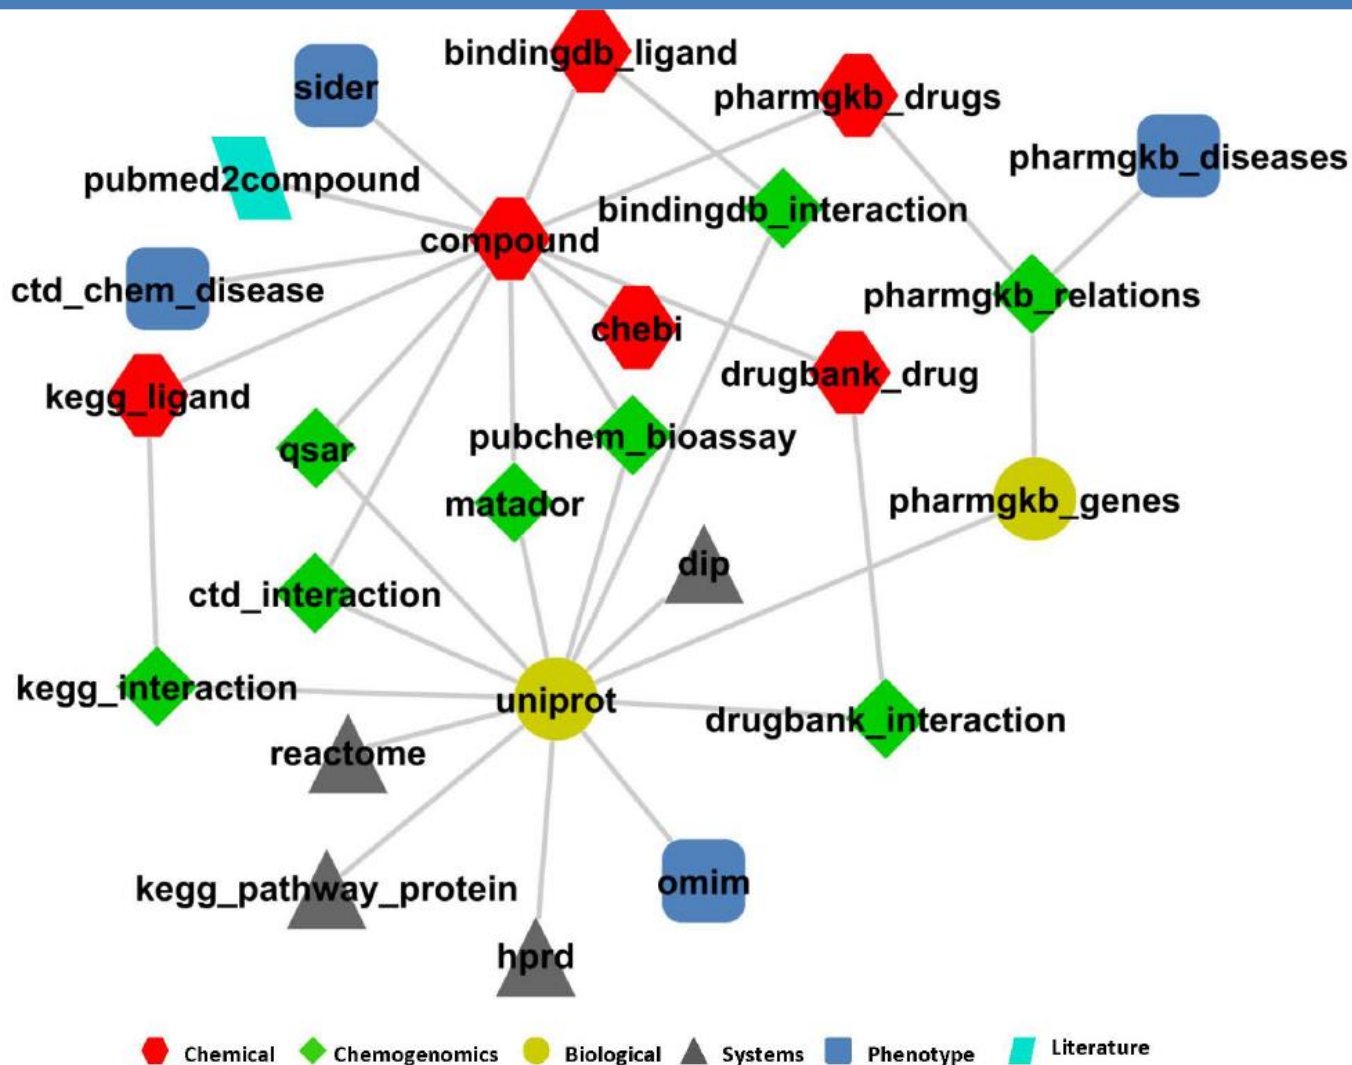 bindingdb_ligand
sider
pharmgkb_drugs
pharmgkb_diseases
pubmed2compound
bindingdb_interaction
compound
ctd_chem_disease
pharmgkb_relations
chebi
drugbank_drug
kegg_ligand
pubchem_bioassay
qsar
matador
pharmgkb_genes
dip
ctd_interaction
kegg_interaction
uniprot
drugbank_interaction
reactome
omim
kegg_pathway_protein
hprd
Chemical Chemogenomics Biological Systems Phenotype Literature